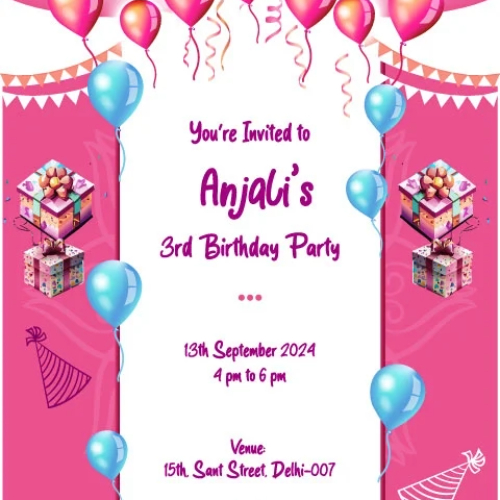 You're Invited to
Anjali's
3rd Birthday Party
13th September 2024
4 pm to 6 pm
Venue:
15th, Sant Street, Delhi-007